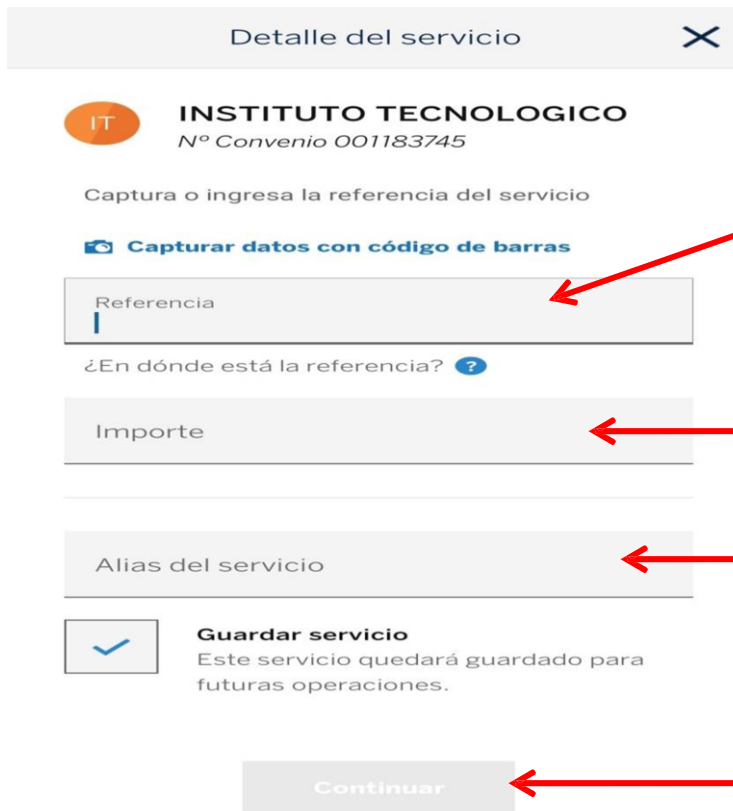 Detalle del servicio
IT
INSTITUTO TECNOLOGICO
Nº Convenio 001183745
Captura o ingresa la referencia del servicio
Capturar datos con código de barras
Referencia
¿En dónde está la referencia? ?
Importe
Alias del servicio
Guardar servicio
Este servicio quedará guardado para
futuras operaciones.
Continuar